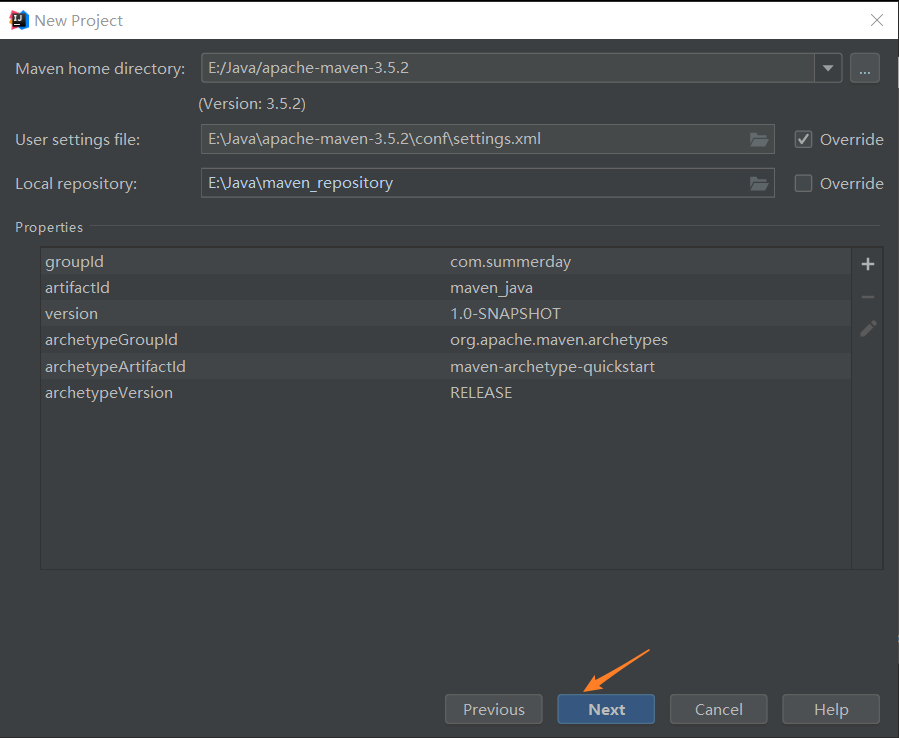 New Project
Maven home directory: E:/Java/apache-maven-3.5.2 ...
(Version: 3.5.2)
User settings file: E:\Java\apache-maven-3.5.2\conf\settings.xml Override
Local repository: E:\Java\maven_repository Override
Properties
groupId com.summerday
artifactId maven_java
version 1.0-SNAPSHOT
archetypeGroupId org.apache.maven.archetypes
archetypeArtifactId maven-archetype-quickstart
archetypeVersion RELEASE
Previous Next Cancel Help